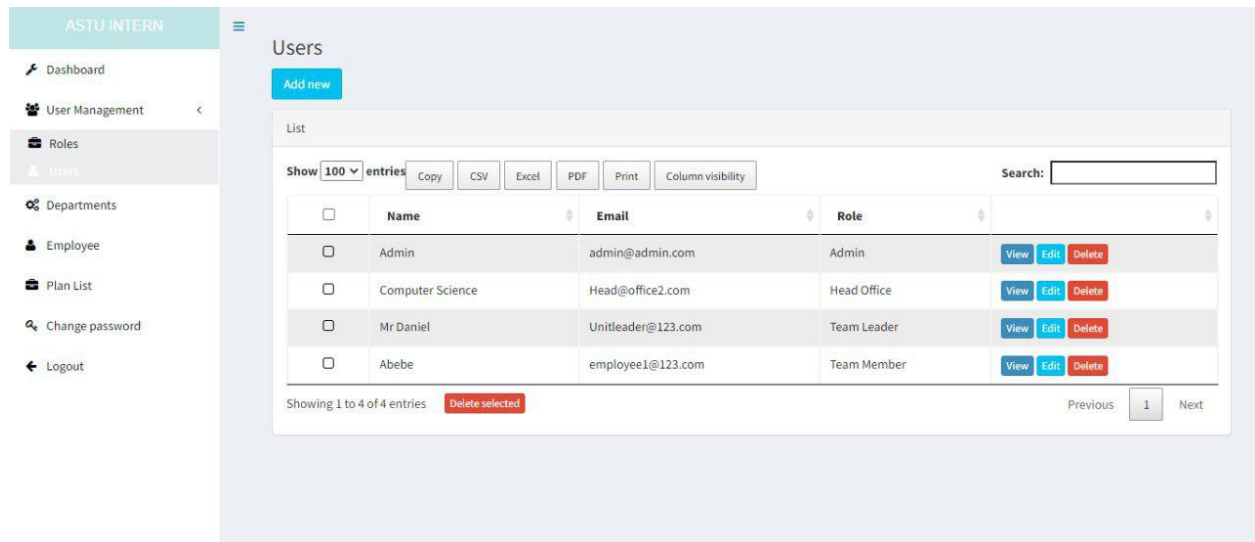 ASTU INTERN
Dashboard
User Management
Roles
Users
Departments
Employee
Plan List
Change password
Logout
Users
Add new
List
Show 100 entries Copy CSV Excel PDF Print Column visibility Search:
Name Email Role
Admin admin@admin.com Admin View Edit Delete
Computer Science Head@office2.com Head Office View Edit Delete
Mr Daniel Unitleader@123.com Team Leader View Edit Delete
Abebe employee1@123.com Team Member View Edit Delete
Showing 1 to 4 of 4 entries Delete selected Previous 1 Next